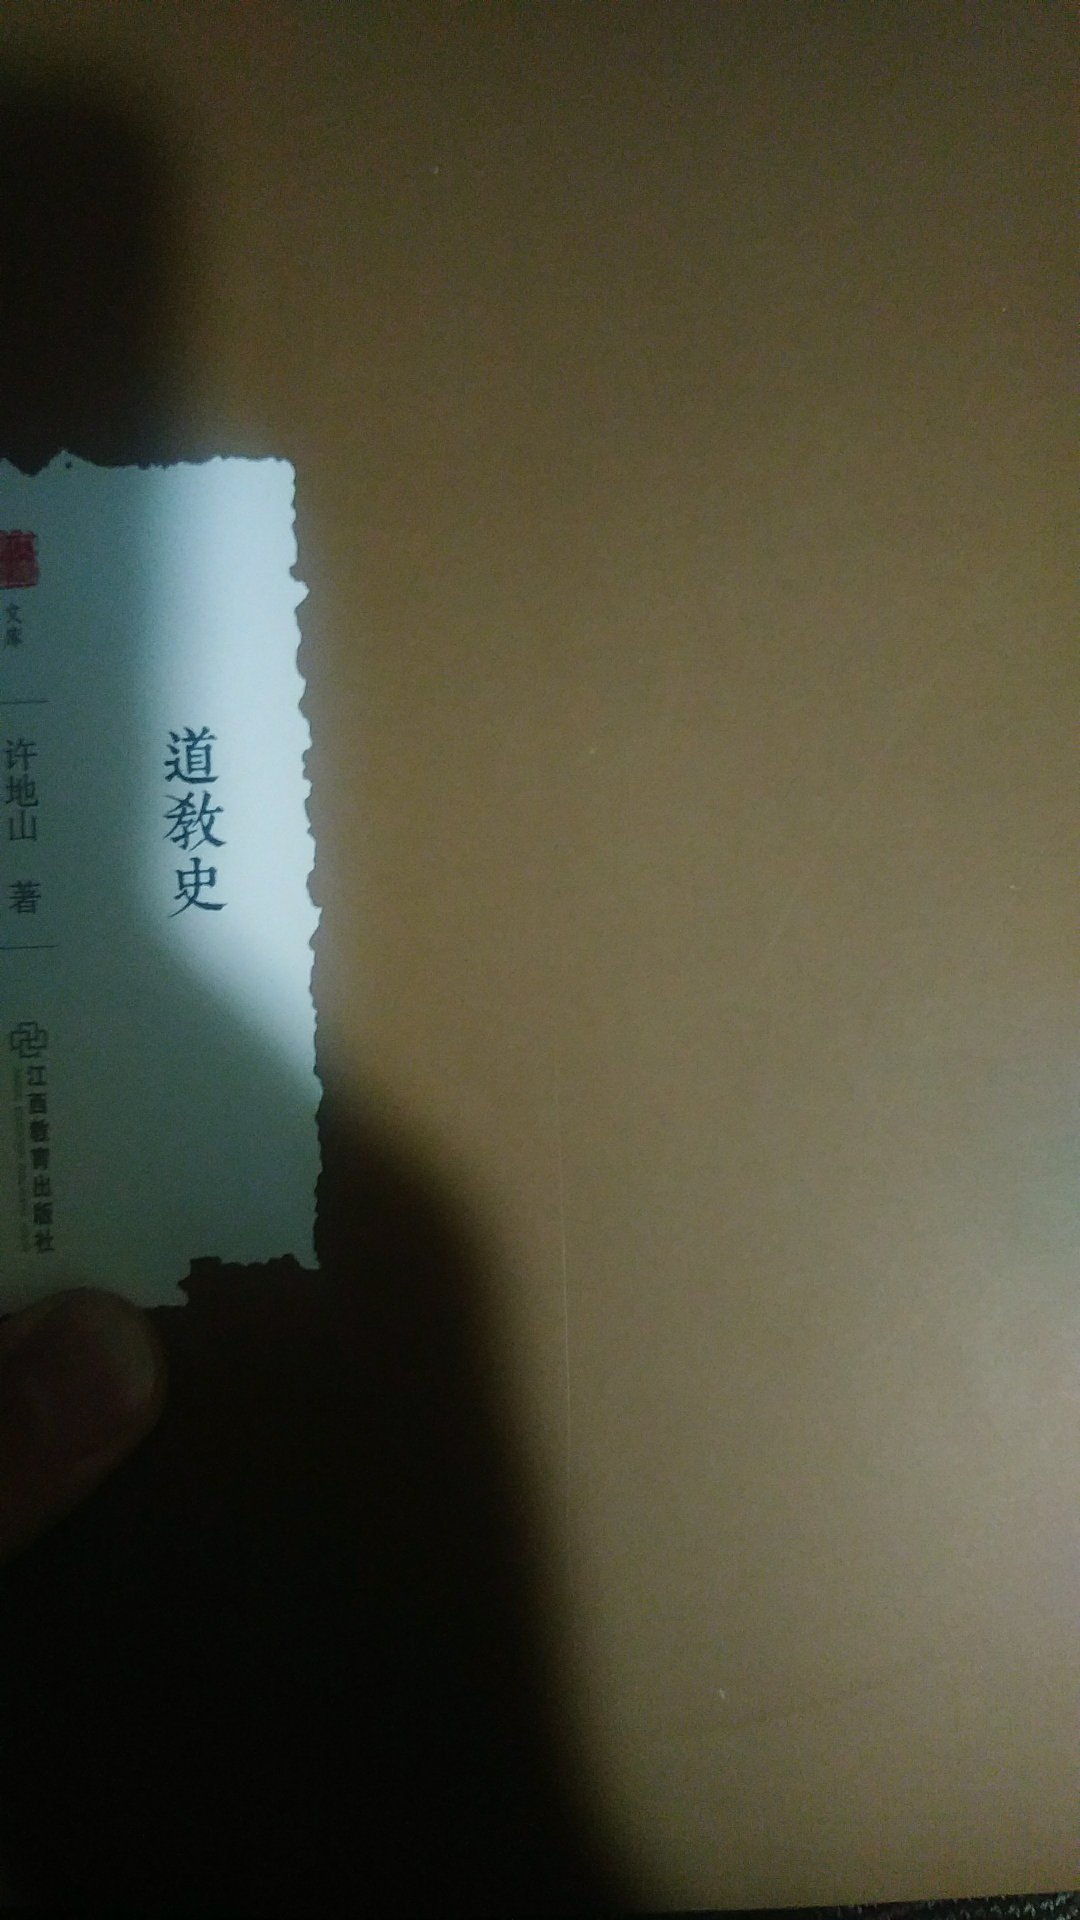 道教史
文库
许地山 著
江西教育出版社